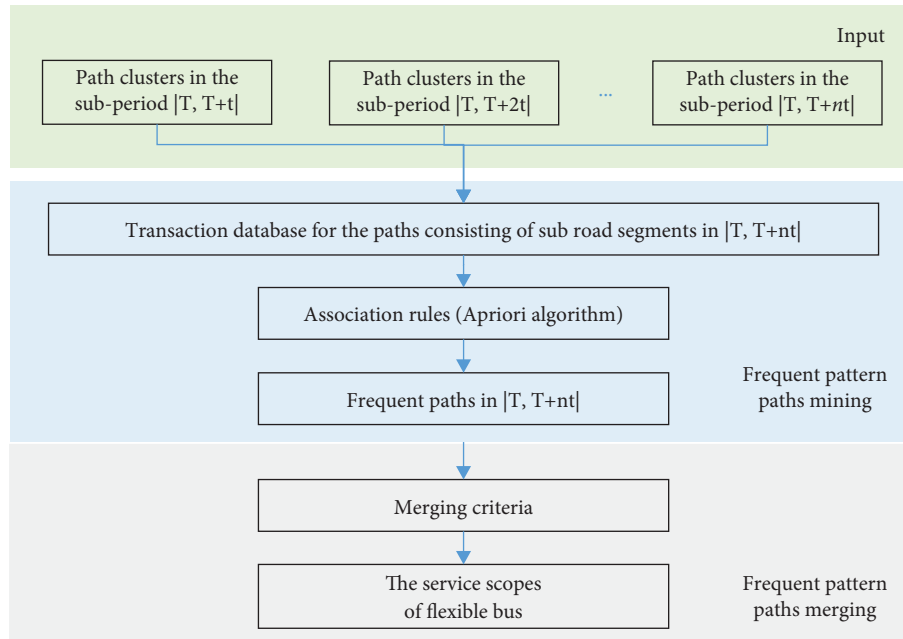 Input
Path clusters in the
sub-period |T, T+t|
Path clusters in the
sub-period |T, T+2t|
...
Path clusters in the
sub-period |T, T+nt|
Transaction database for the paths consisting of sub road segments in |T, T+nt|
Association rules (Apriori algorithm)
Frequent paths in |T, T+nt|
Frequent pattern
paths mining
Merging criteria
The service scopes
of flexible bus
Frequent pattern
paths merging